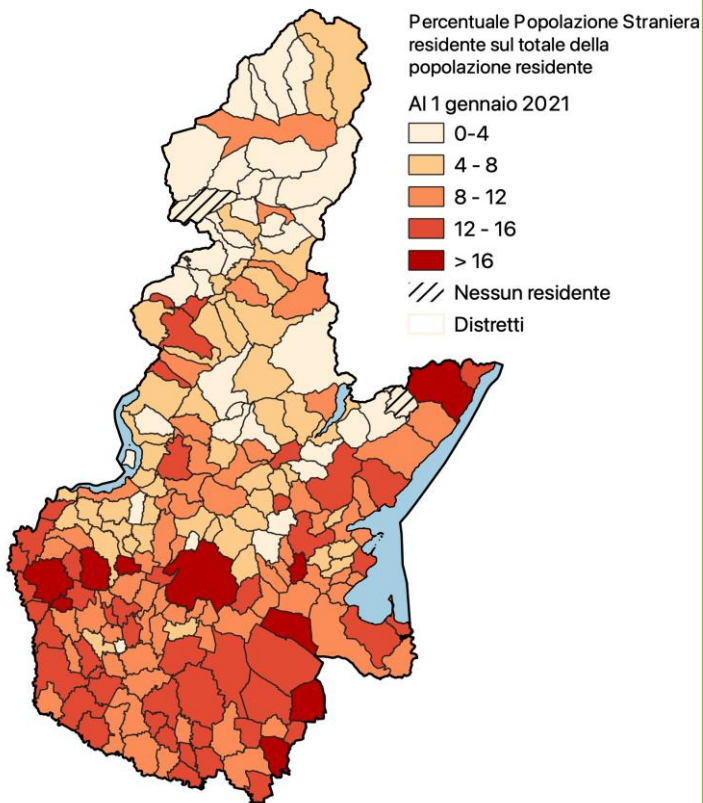 Percentuale Popolazione Straniera
residente sul totale della
popolazione residente
Al 1 gennaio 2021
0-4
4 - 8
8 - 12
12 - 16
> 16
Nessun residente
Distretti